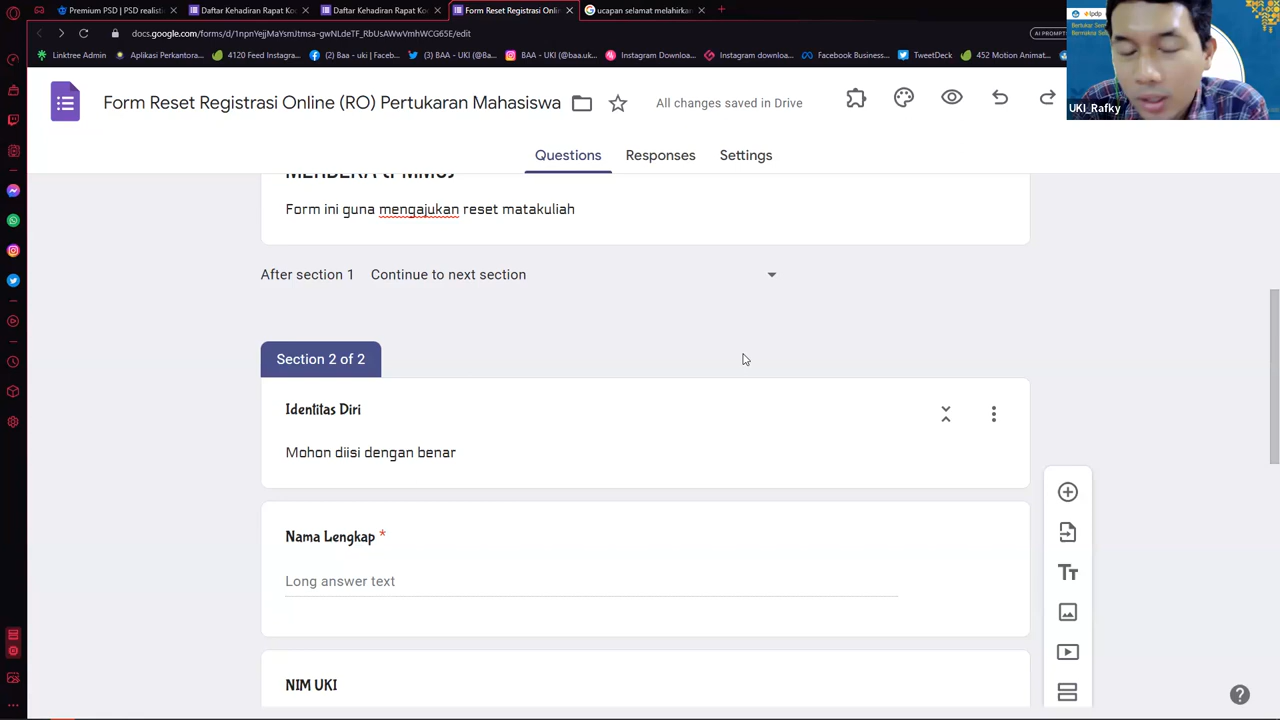 Premium PSD | PSD realisti
Daftar Kehadiran Rapat Ko
Daftar Kehadiran Rapat Ko
Form Reset Registrasi Onlin
ucapan selamat melahirkan
docs.google.com
Linktree Admin
Aplikasi Perkantora...
4120 Feed Instagra...
(2) BAA - uki | Faceb...
(3) BAA - UKI (@Ba...
BAA - UKI (@baa.uk...
Instagram Downloa...
Instagram downloa...
Facebook Business...
TweetDeck
452 Motion Animat...
AI PROMPTS
lpdp
UKI_Rafky
Form Reset Registrasi Online (RO) Pertukaran Mahasiswa
All changes saved in Drive
Questions
Responses
Settings
Form ini guna mengajukan reset matakuliah
After section 1 Continue to next section
Section 2 of 2
Identitas Diri
Mohon diisi dengan benar
Nama Lengkap *
Long answer text
NIM UKI